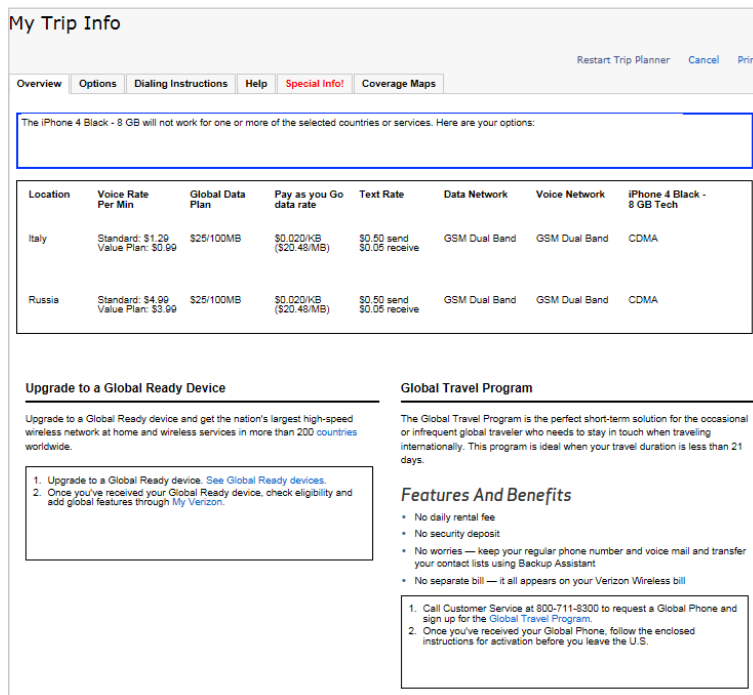 My Trip Info
Restart Trip Planner Cancel Prin
Overview Options Dialing Instructions Help Special Info! Coverage Maps
The iPhone 4 Black - 8 GB will not work for one or more of the selected countries or services. Here are your options:
Location Voice Rate Per Min Global Data Plan Pay as you Go data rate Text Rate Data Network Voice Network iPhone 4 Black - 8 GB Tech
Italy Standard: $1.29 Value Plan: $0.99 $25/100MB $0.020/KB ($20.48/MB) $0.50 send $0.05 receive GSM Dual Band GSM Dual Band CDMA
Russia Standard: $4.99 Value Plan: $3.99 $25/100MB $0.020/KB ($20.48/MB) $0.50 send $0.05 receive GSM Dual Band GSM Dual Band CDMA
Upgrade to a Global Ready Device
Upgrade to a Global Ready device and get the nation's largest high-speed
wireless network at home and wireless services in more than 200 countries
worldwide.
1. Upgrade to a Global Ready device. See Global Ready devices.
2. Once you've received your Global Ready device, check eligibility and
add global features through My Verizon.
Global Travel Program
The Global Travel Program is the perfect short-term solution for the occasional
or infrequent global traveler who needs to stay in touch when traveling
internationally. This program is ideal when your travel duration is less than 21
days.
Features And Benefits
• No daily rental fee
• No security deposit
• No worries — keep your regular phone number and voice mail and transfer
your contact lists using Backup Assistant
• No separate bill — it all appears on your Verizon Wireless bill
1. Call Customer Service at 800-711-8300 to request a Global Phone and
sign up for the Global Travel Program.
2. Once you've received your Global Phone, follow the enclosed
instructions for activation before you leave the U.S.